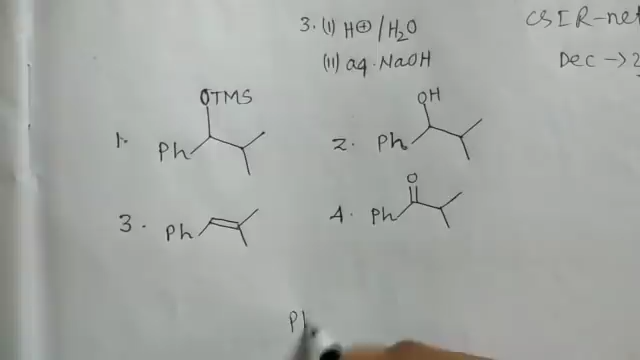 3. (i) H⊕/H2O
(ii) aq. NaOH
CSIR-net
Dec → 2
1. Ph OTMS
2. Ph OH
3. Ph
4. Ph O
Ph